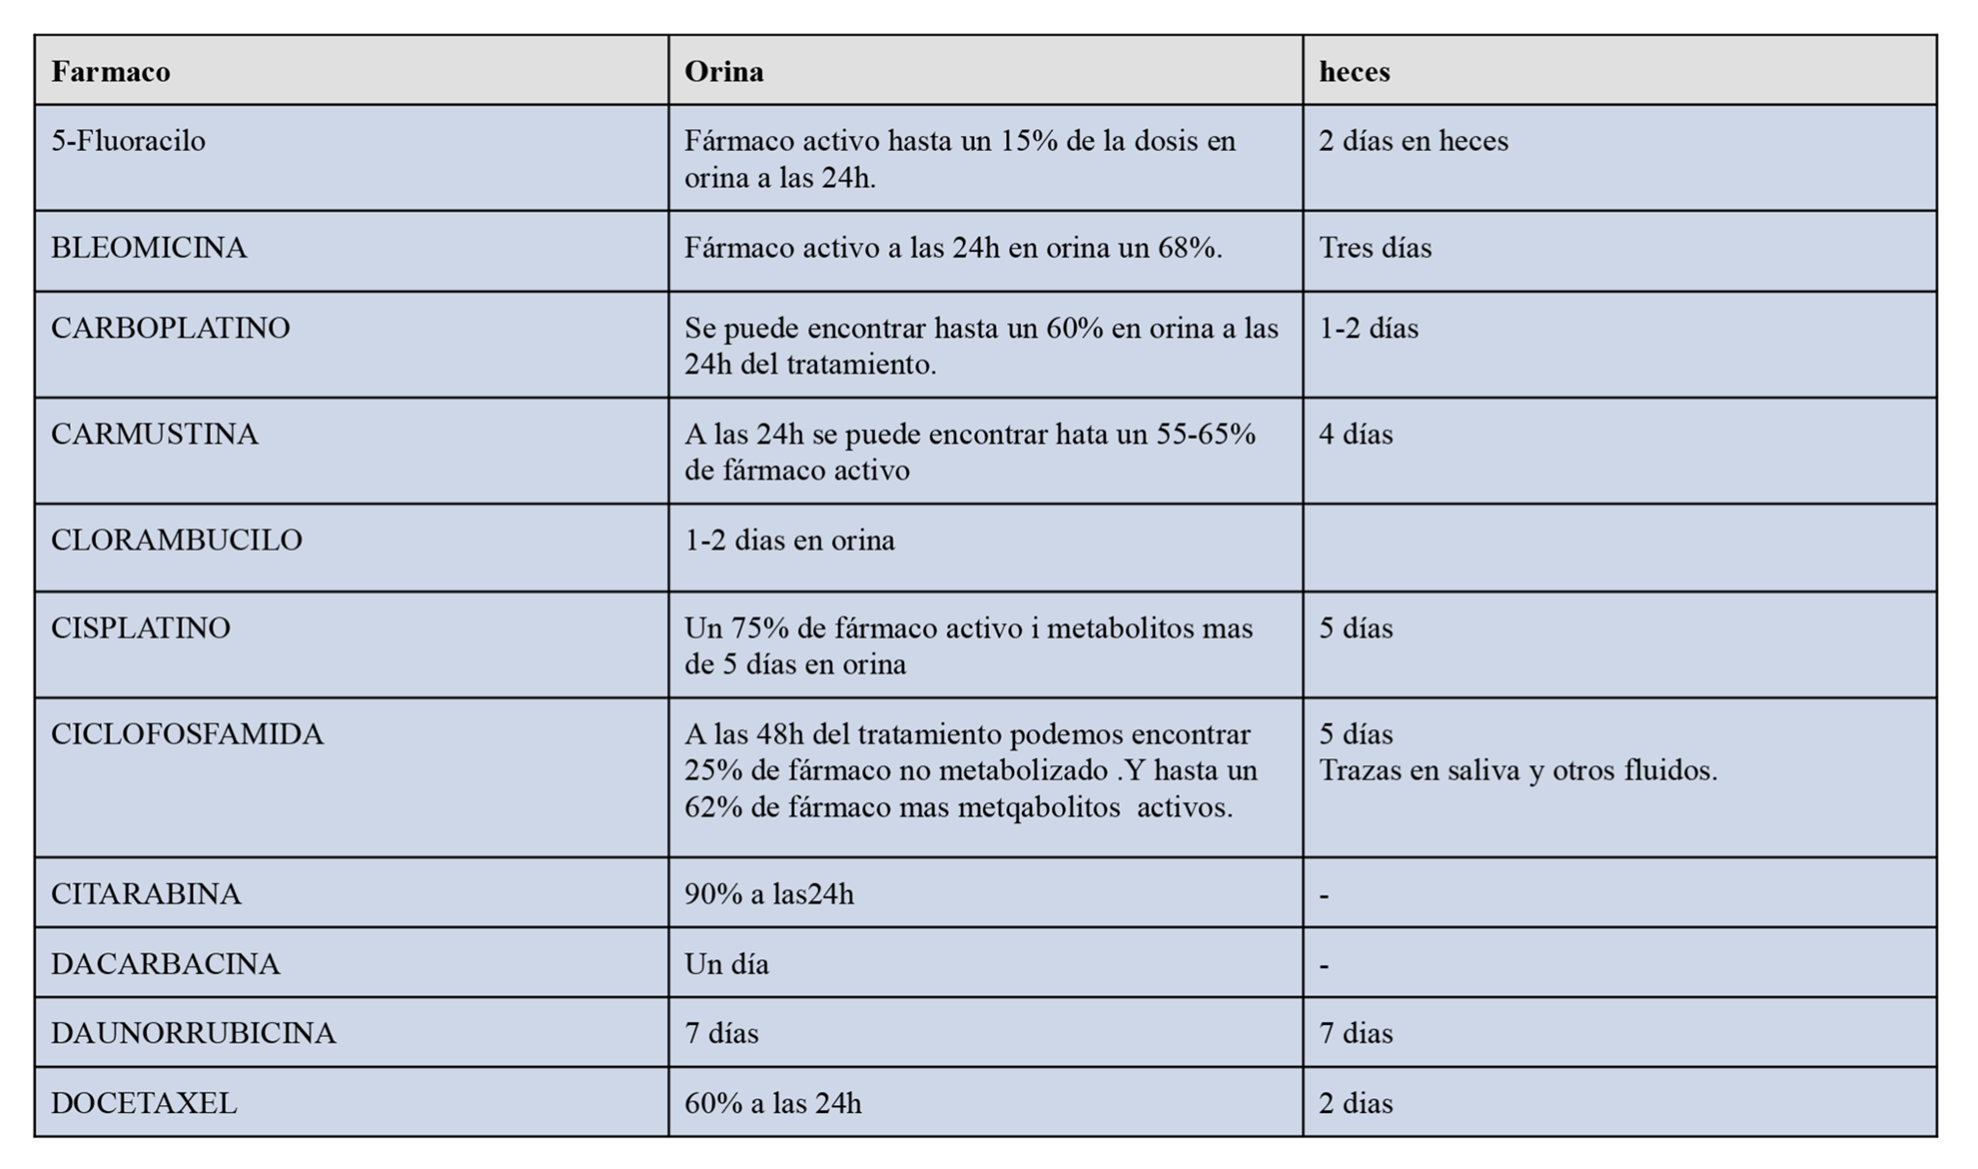 Farmaco Orina heces
5-Fluoracilo Fármaco activo hasta un 15% de la dosis en 2 días en heces
orina a las 24h.
BLEOMICINA Fármaco activo a las 24h en orina un 68%. Tres días
CARBOPLATINO Se puede encontrar hasta un 60% en orina a las 1-2 días
24h del tratamiento.
CARMUSTINA A las 24h se puede encontrar hata un 55-65% 4 días
de fármaco activo
CLORAMBUCILO 1-2 dias en orina
CISPLATINO Un 75% de fármaco activo i metabolitos mas 5 días
de 5 días en orina
CICLOFOSFAMIDA A las 48h del tratamiento podemos encontrar 5 días
25% de fármaco no metabolizado .Y hasta un Trazas en saliva y otros fluidos.
62% de fármaco mas metqabolitos  activos.
CITARABINA 90% a las24h -
DACARBACINA Un día -
DAUNORRUBICINA 7 días 7 dias
DOCETAXEL 60% a las 24h 2 dias